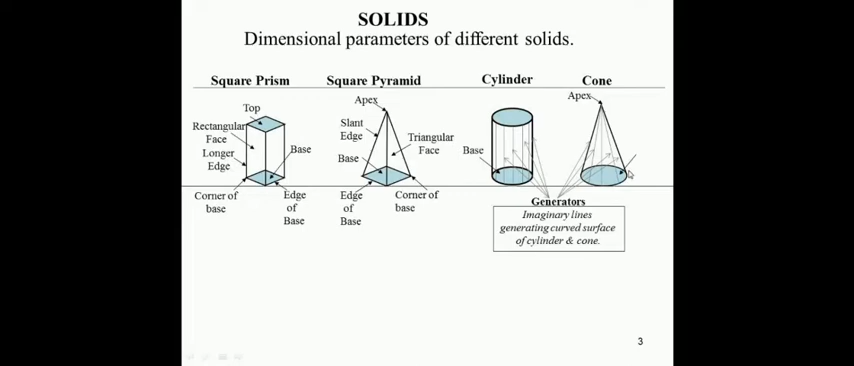 SOLIDS
Dimensional parameters of different solids.
Square Prism
Square Pyramid
Cylinder
Cone
Top
Rectangular
Face
Longer
Edge
Base
Corner of
base
Edge
of
Base
Apex
Slant
Edge
Triangular
Face
Base
Edge
of
Base
Corner of
base
Base
Apex
Generators
Imaginary lines
generating curved surface
of cylinder & cone.
3